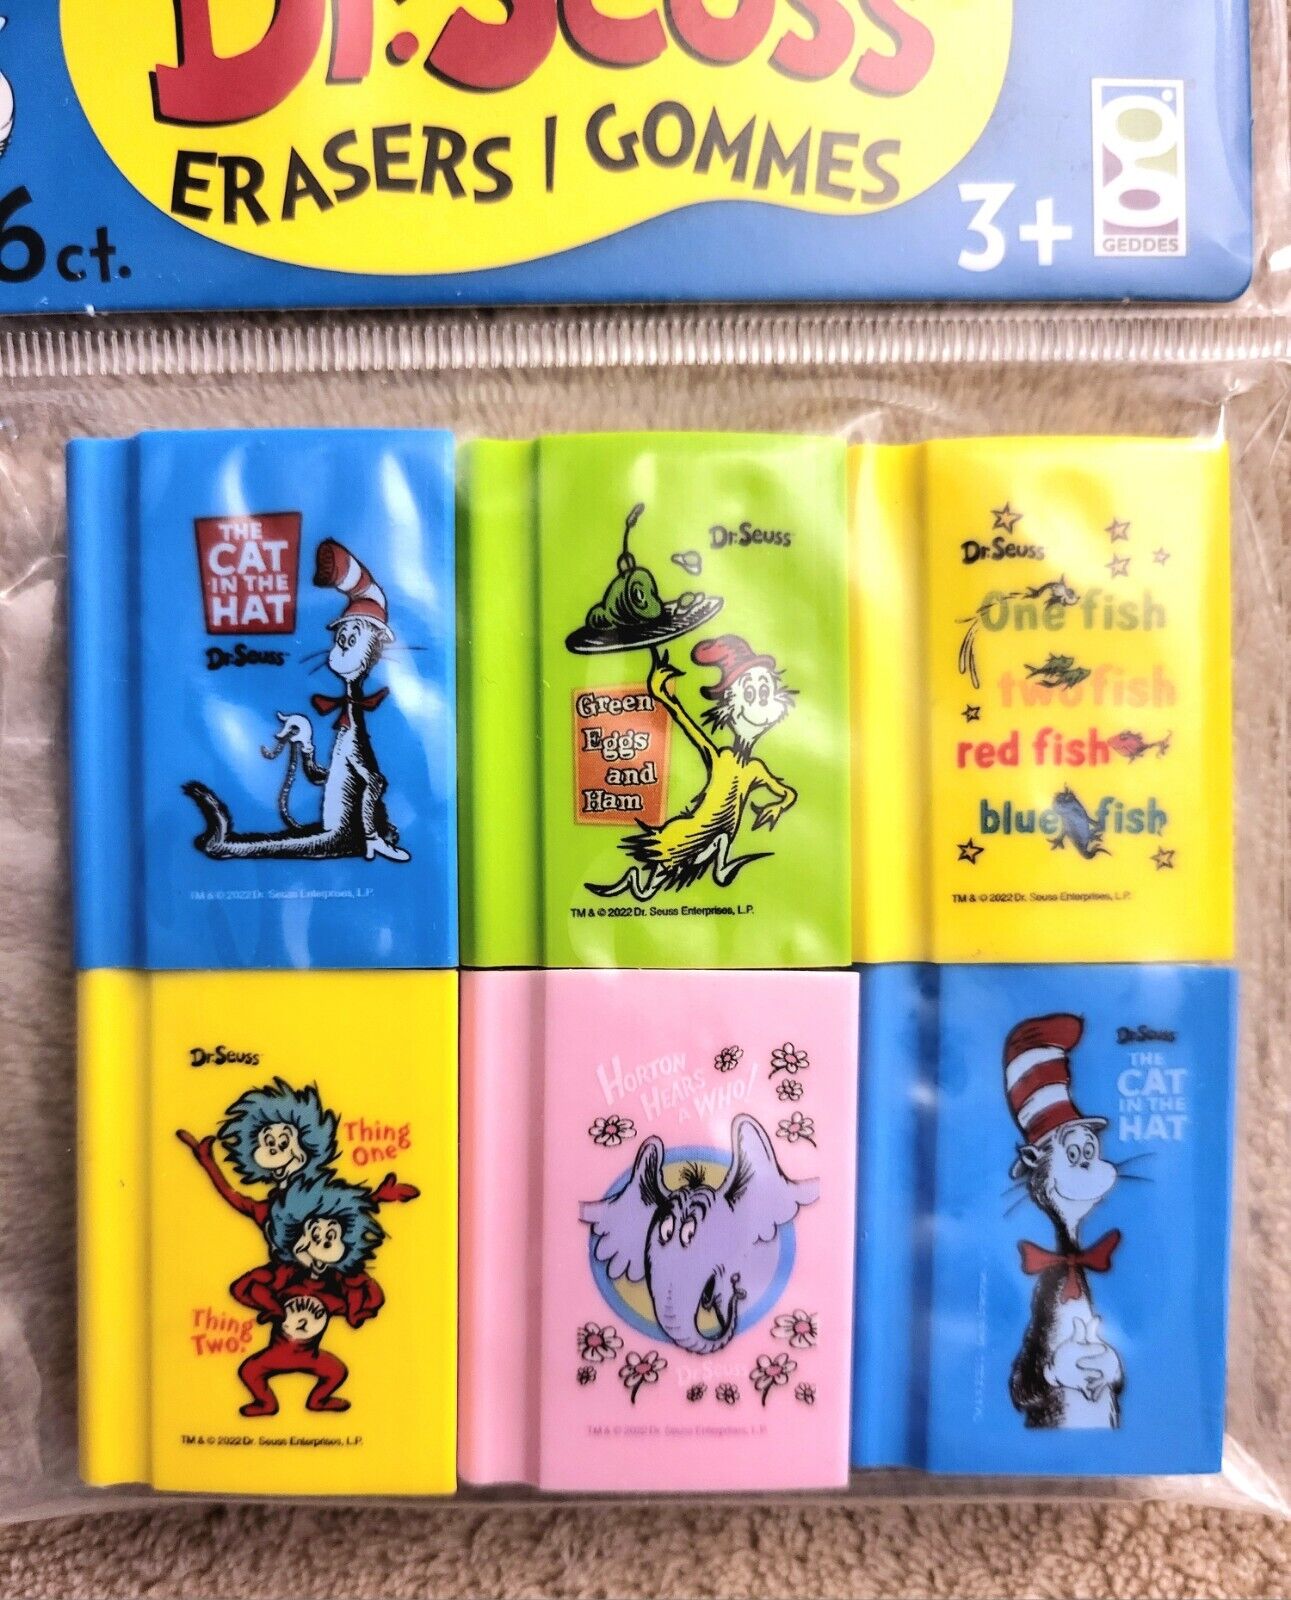 Dr. Seuss
ERASERS | GOMMES
6 ct.
3+
GEDDES
THE
CAT
IN THE
HAT
Dr. Seuss
TM & © 2022 Dr. Seuss Enterprises, L.P.
Dr. Seuss
Green
Eggs
and
Ham
TM & © 2022 Dr. Seuss Enterprises, L.P.
Dr. Seuss
One fish
two fish
red fish
blue fish
TM & © 2022 Dr. Seuss Enterprises, L.P.
Dr. Seuss
Thing
One
THING
2
Thing
Two.
TM & © 2022 Dr. Seuss Enterprises, L.P.
HORTON
HEARS
A WHO!
Dr. Seuss
TM & © 2022 Dr. Seuss Enterprises, L.P.
Dr. Seuss
THE
CAT
IN THE
HAT